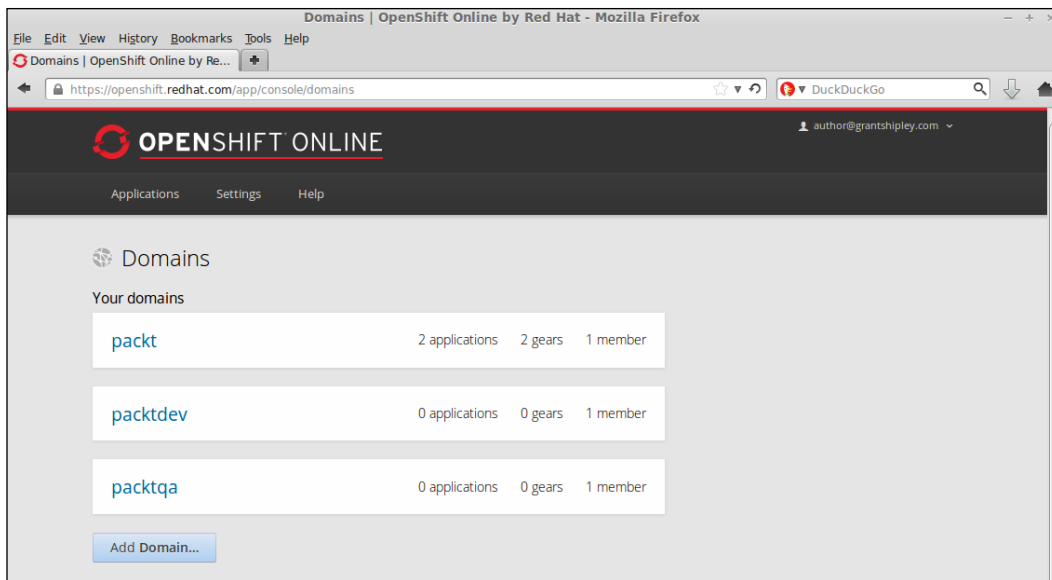 Domains | OpenShift Online by Red Hat - Mozilla Firefox
File Edit View History Bookmarks Tools Help
Domains | OpenShift Online by Re...
https://openshift.redhat.com/app/console/domains
DuckDuckGo
OPENSHIFT ONLINE
author@grantshipley.com
Applications Settings Help
Domains
Your domains
packt 2 applications 2 gears 1 member
packtdev 0 applications 0 gears 1 member
packtqa 0 applications 0 gears 1 member
Add Domain...